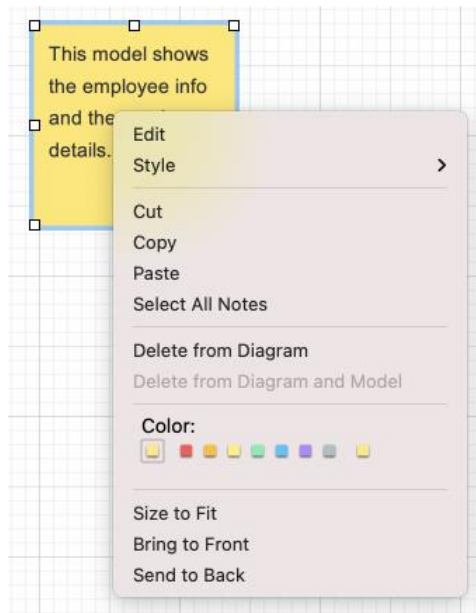 This model shows
the employee info
and the
details.
Edit
Style
Cut
Copy
Paste
Select All Notes
Delete from Diagram
Delete from Diagram and Model
Color:
Size to Fit
Bring to Front
Send to Back